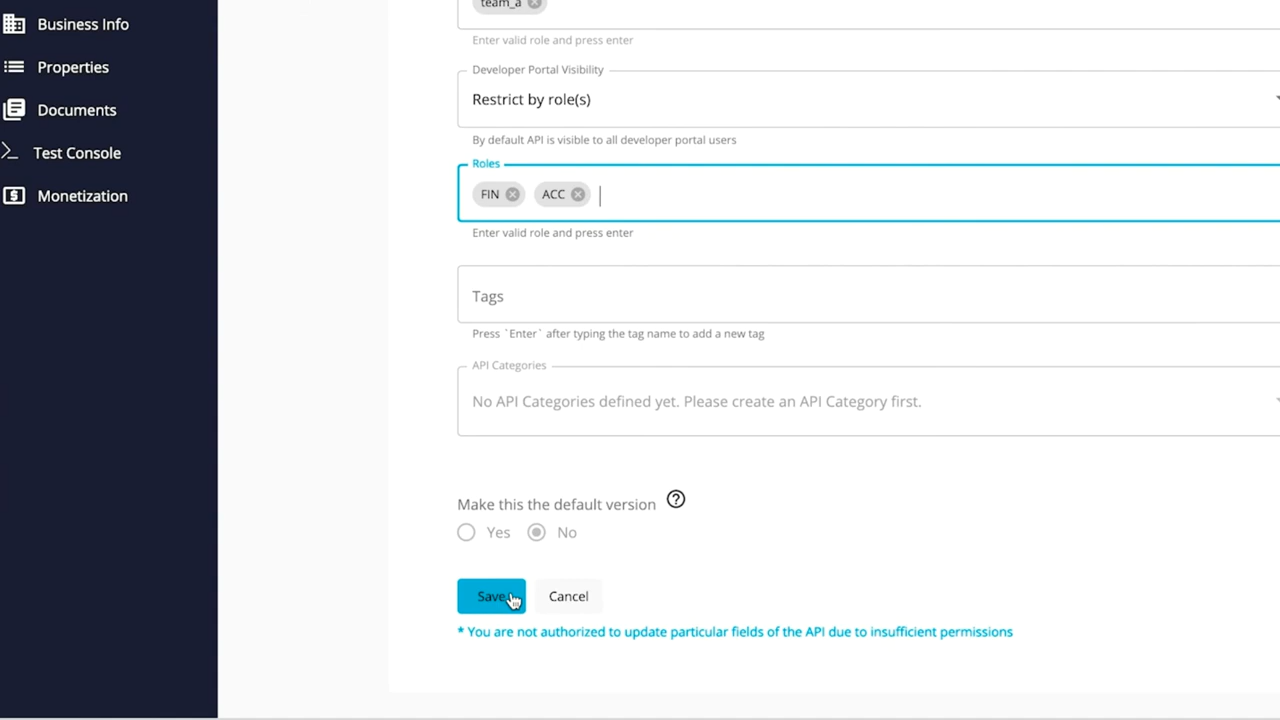 Business Info
Properties
Documents
Test Console
Monetization
team_a
Enter valid role and press enter
Developer Portal Visibility
Restrict by role(s)
By default API is visible to all developer portal users
Roles
FIN ACC
Enter valid role and press enter
Tags
Press `Enter` after typing the tag name to add a new tag
API Categories
No API Categories defined yet. Please create an API Category first.
Make this the default version
Yes No
Save Cancel
* You are not authorized to update particular fields of the API due to insufficient permissions